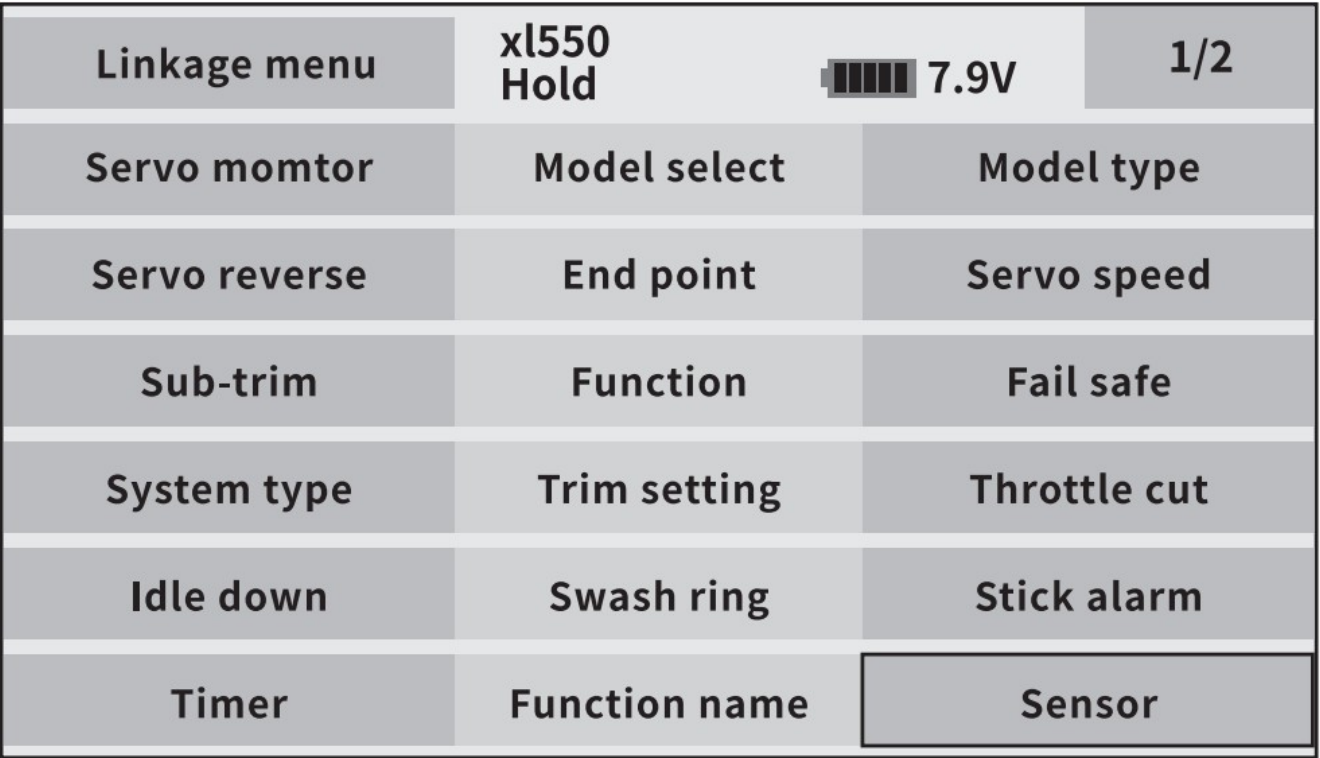 Linkage menu
xl550
Hold
7.9V
1/2
Servo momtor
Model select
Model type
Servo reverse
End point
Servo speed
Sub-trim
Function
Fail safe
System type
Trim setting
Throttle cut
Idle down
Swash ring
Stick alarm
Timer
Function name
Sensor